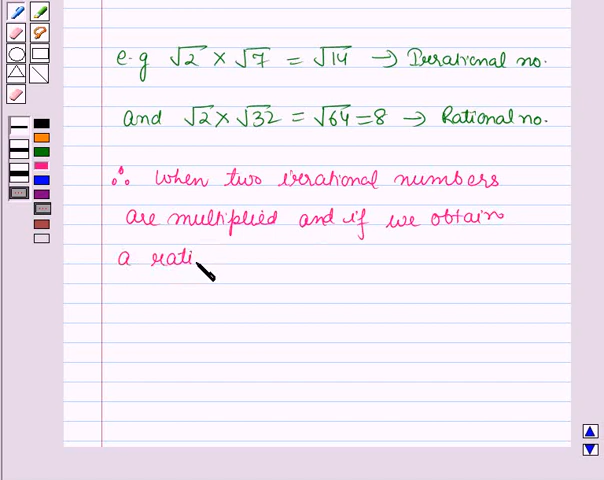 e.g √2 × √7 = √14 → Irrational no.
and √2 × √32 = √64 = 8 → Rational no.
∴ When two irrational numbers
are multiplied and if we obtain
a rati